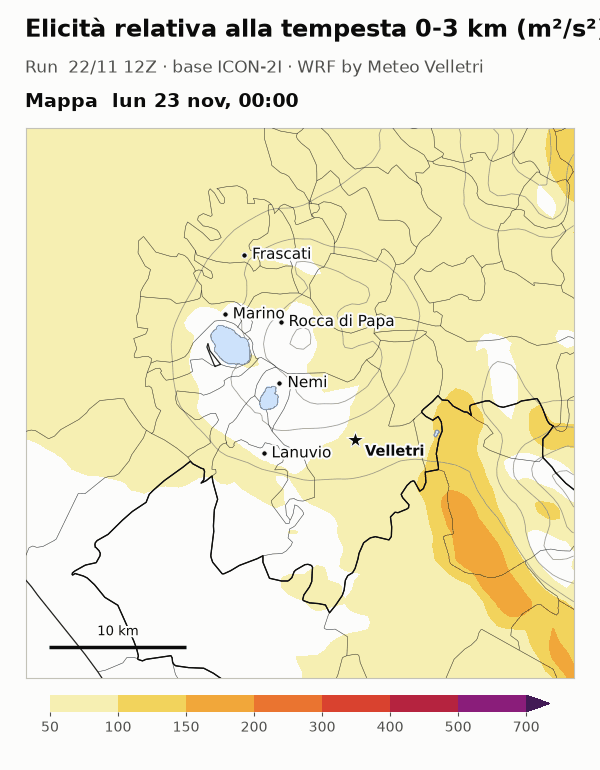 Elicità relativa alla tempesta 0-3 km (m²/s²)
Run  22/11 12Z · base ICON-2I · WRF by Meteo Velletri
Mappa  lun 23 nov, 00:00
Frascati
Marino
Rocca di Papa
Nemi
Velletri
Lanuvio
10 km
50 100 150 200 300 400 500 700